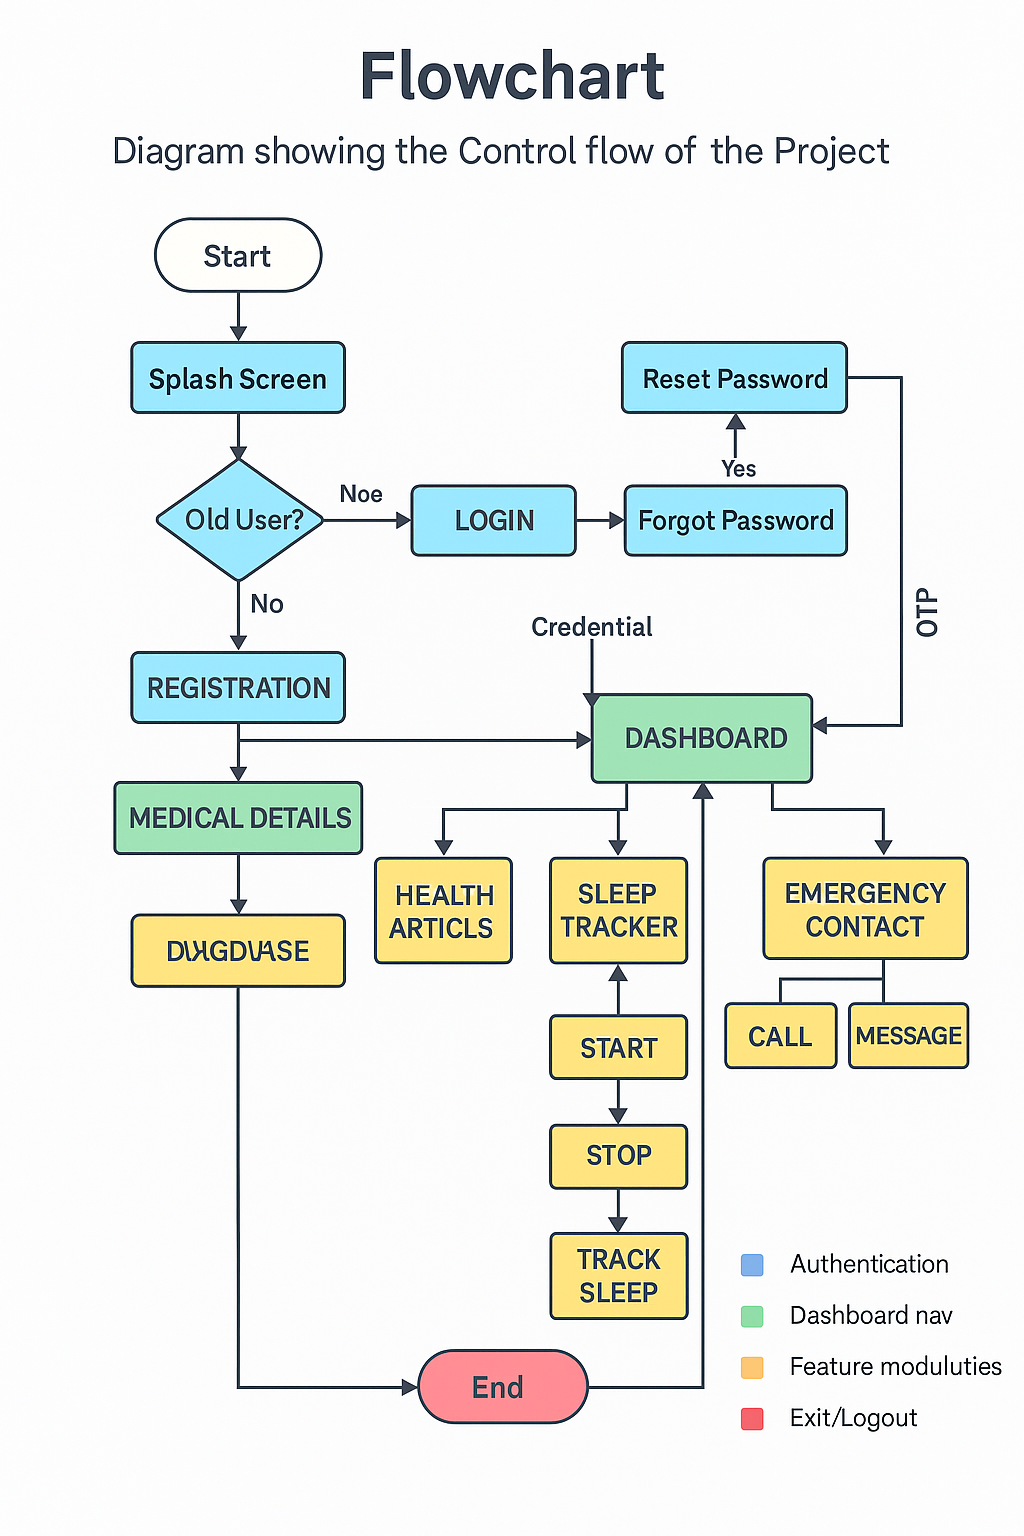 Flowchart
Diagram showing the Control flow of the Project
Start
Splash Screen
Reset Password
Yes
Old User?
Noe
LOGIN
Forgot Password
No
OTP
Credential
REGISTRATION
DASHBOARD
MEDICAL DETAILS
HEALTH
ARTICLS
SLEEP
TRACKER
EMERGENCY
CONTACT
CALL
MESSAGE
START
STOP
TRACK
SLEEP
End
Authentication
Dashboard nav
Feature moduluties
Exit/Logout